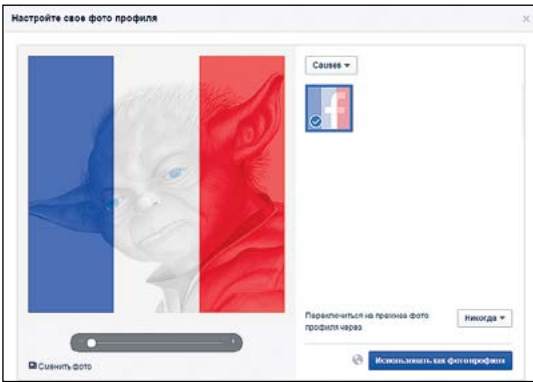 Настройте свое фото профиля
Causes
Переключиться на прежнее фото
профиля через
Никогда
Сменить фото
Использовать как фото профиля